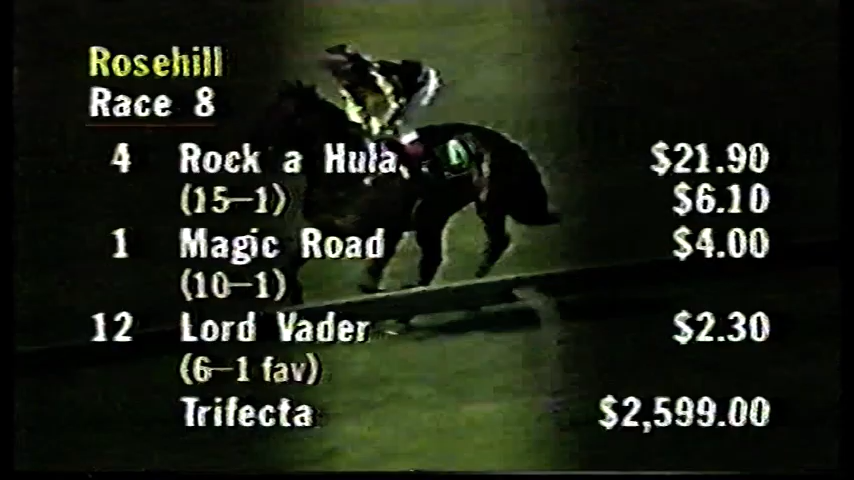 Rosehill
Race 8
4 Rock a Hula $21.90
(15-1) $6.10
1 Magic Road $4.00
(10-1)
12 Lord Vader $2.30
(6-1 fav)
Trifecta $2,599.00